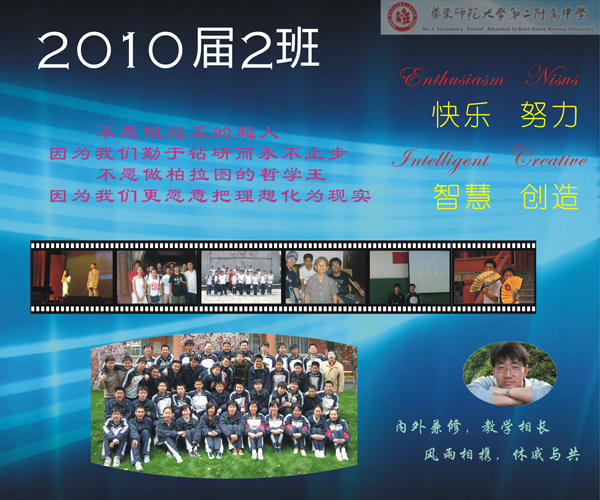 華東師范大学第二附属中學
No.2 Secondary School Attached to East China Normal University
2010届2班
Enthusiasm Nisus
快乐 努力
Intelligent Creative
智慧 创造
不愿做尼采的超人
因为我们勤于钻研而永不止步
不愿做柏拉图的哲学王
因为我们更愿意把理想化为现实
内外兼修，教学相长
风雨相携，休戚与共